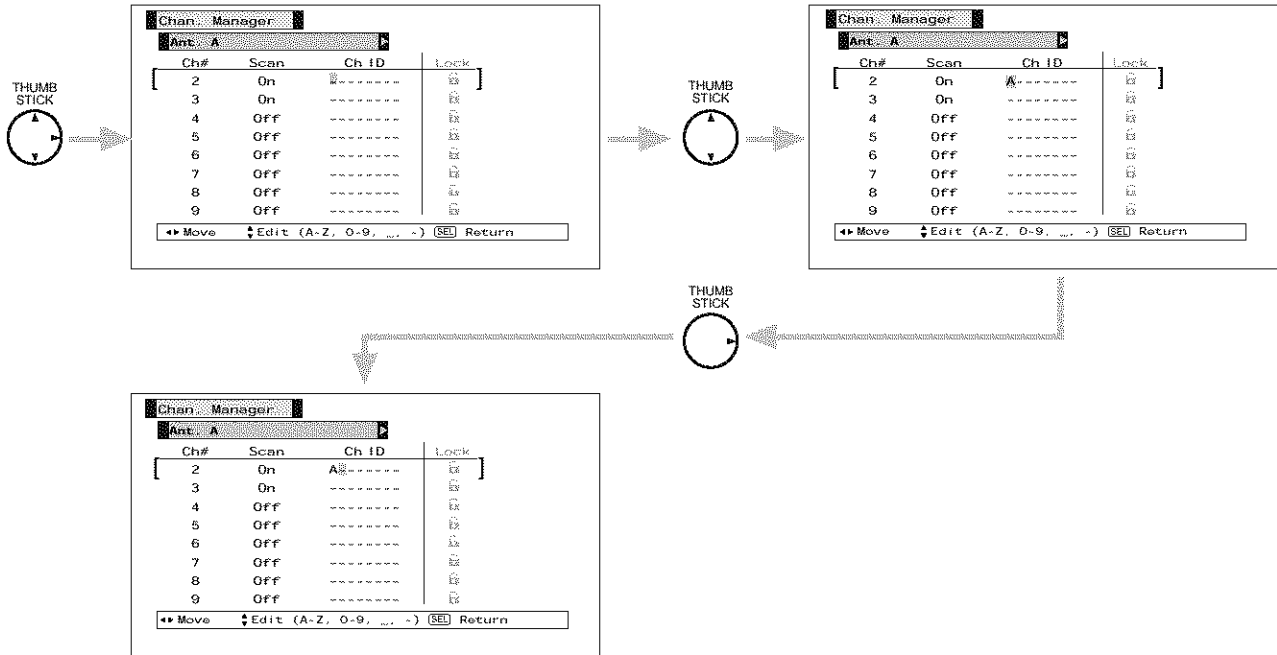 THUMB
STICK
Chan. Manager
Ant. A
Ch# Scan Ch ID Lock
2 On --------
3 On --------
4 Off --------
5 Off --------
6 Off --------
7 Off --------
8 Off --------
9 Off --------
Move Edit (A~Z, 0~9, _, ~) SEL Return
THUMB
STICK
Chan. Manager
Ant. A
Ch# Scan Ch ID Lock
2 On A-------
3 On --------
4 Off --------
5 Off --------
6 Off --------
7 Off --------
8 Off --------
9 Off --------
Move Edit (A~Z, 0~9, _, ~) SEL Return
THUMB
STICK
Chan. Manager
Ant. A
Ch# Scan Ch ID Lock
2 On A-------
3 On --------
4 Off --------
5 Off --------
6 Off --------
7 Off --------
8 Off --------
9 Off --------
Move Edit (A~Z, 0~9, _, ~) SEL Return